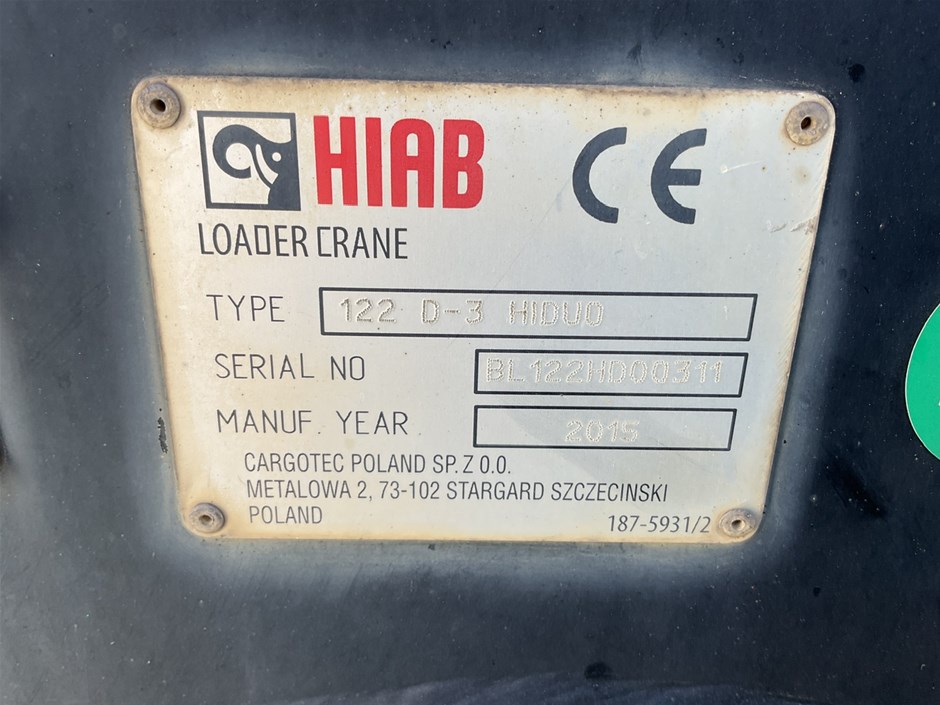 HIAB CE
LOADER CRANE
TYPE 122 D-3 HIDUO
SERIAL NO BL122HD00311
MANUF. YEAR 2015
CARGOTEC POLAND SP. Z O.O.
METALOWA 2, 73-102 STARGARD SZCZECINSKI
POLAND 187-5931/2